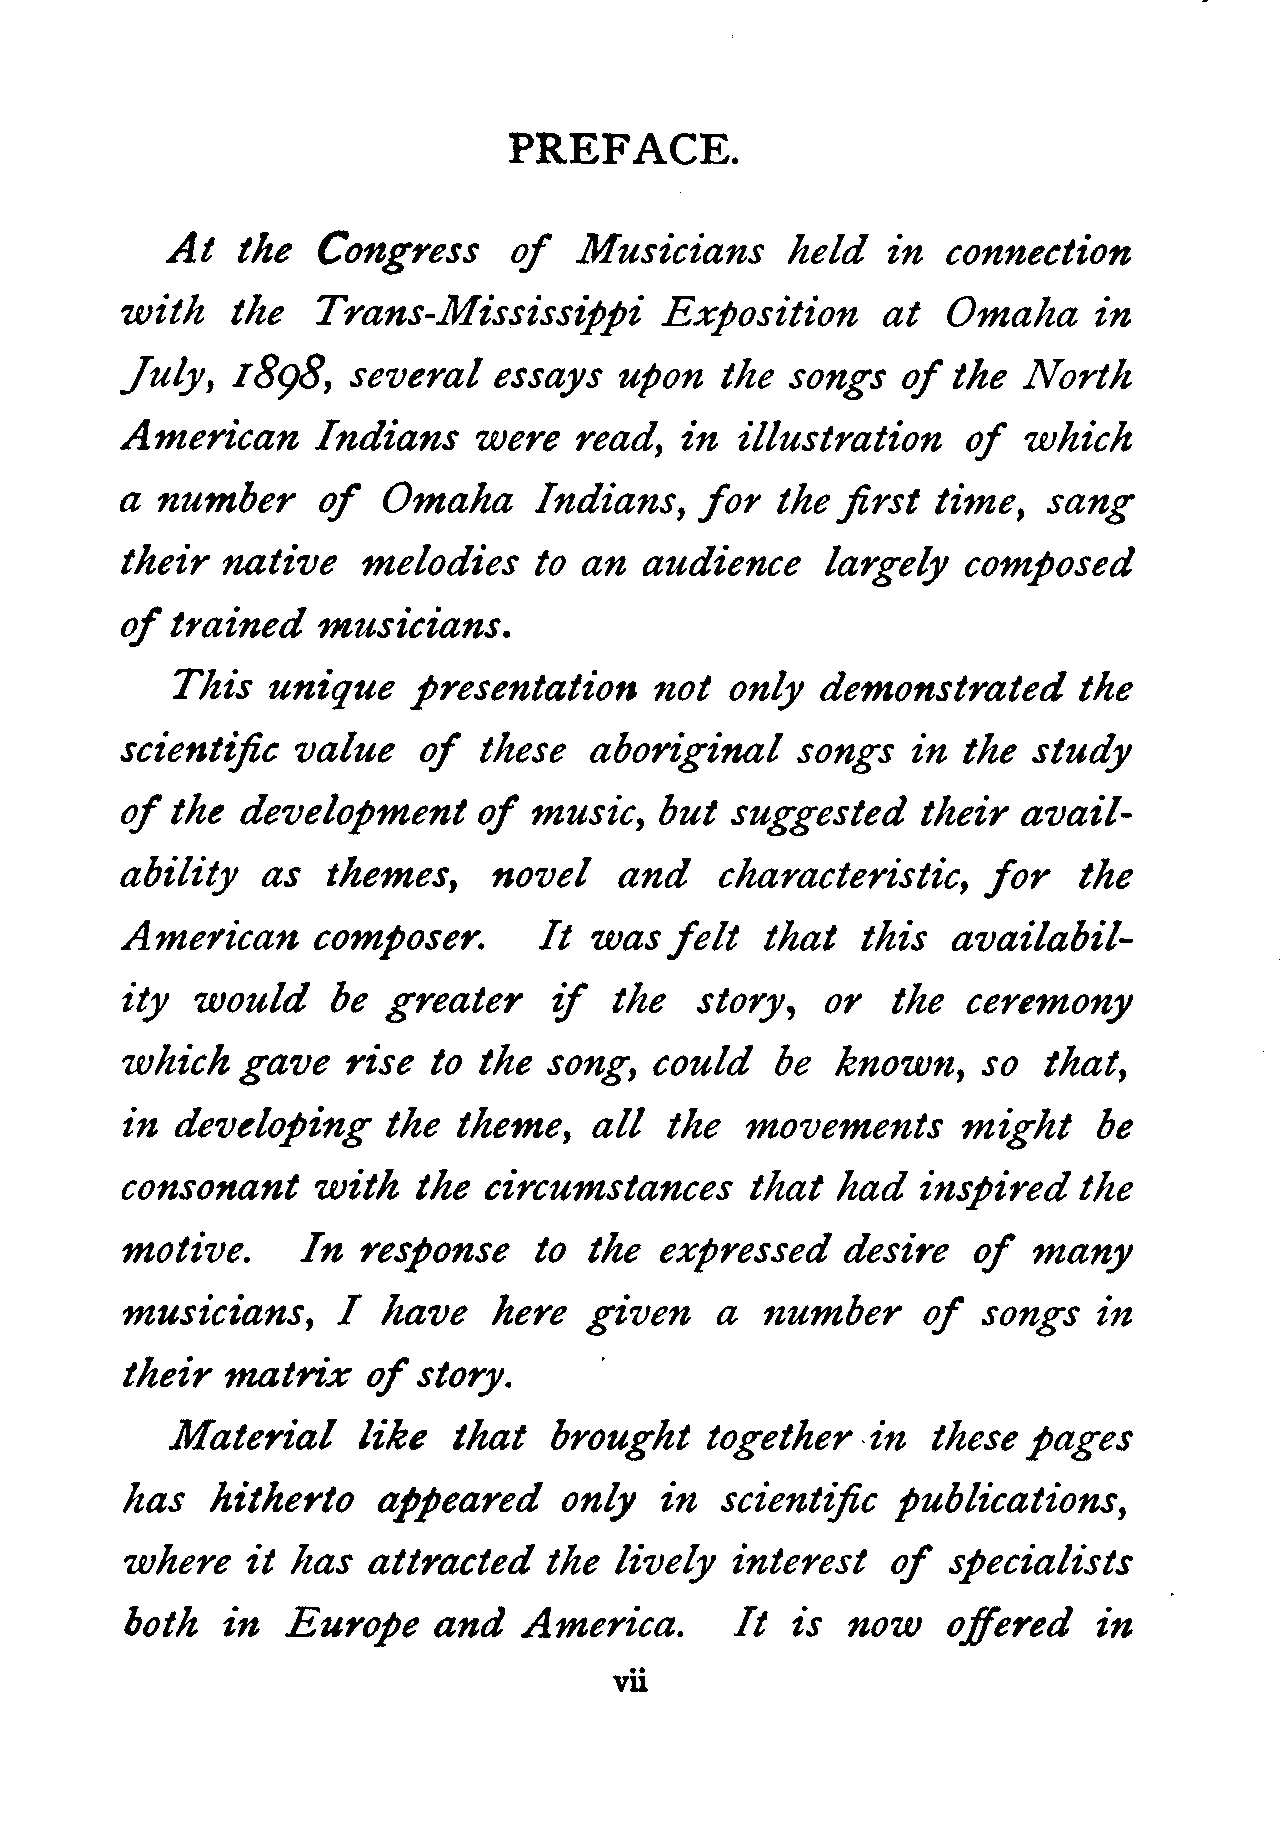 PREFACE.
At the Congress of Musicians held in connection
with the Trans-Mississippi Exposition at Omaha in
July, 1898, several essays upon the songs of the North
American Indians were read, in illustration of which
a number of Omaha Indians, for the first time, sang
their native melodies to an audience largely composed
of trained musicians.
This unique presentation not only demonstrated the
scientific value of these aboriginal songs in the study
of the development of music, but suggested their avail-
ability as themes, novel and characteristic, for the
American composer. It was felt that this availabil-
ity would be greater if the story, or the ceremony
which gave rise to the song, could be known, so that,
in developing the theme, all the movements might be
consonant with the circumstances that had inspired the
motive. In response to the expressed desire of many
musicians, I have here given a number of songs in
their matrix of story.
Material like that brought together in these pages
has hitherto appeared only in scientific publications,
where it has attracted the lively interest of specialists
both in Europe and America. It is now offered in
vii